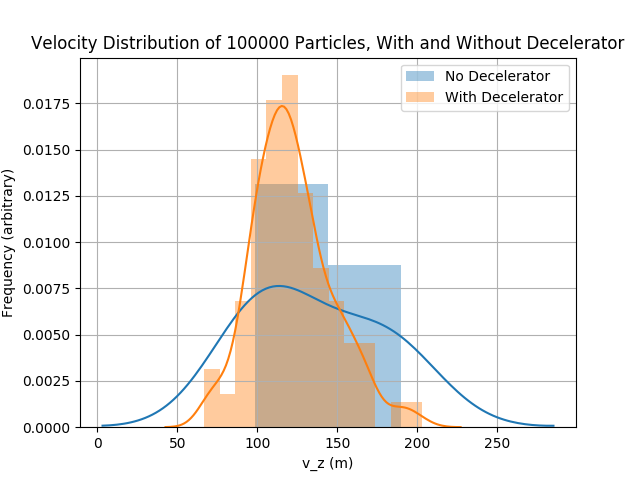 Velocity Distribution of 100000 Particles, With and Without Decelerator
No Decelerator
With Decelerator
Frequency (arbitrary)
0.0175
0.0150
0.0125
0.0100
0.0075
0.0050
0.0025
0.0000
0 50 100 150 200 250
v_z (m)